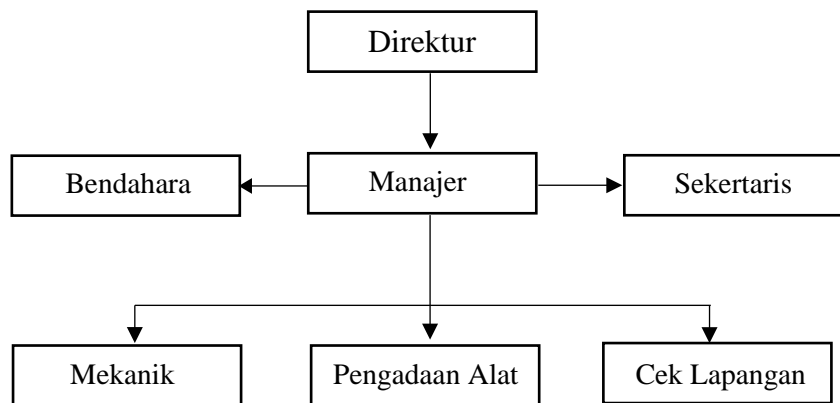 Direktur
Bendahara
Manajer
Sekertaris
Mekanik
Pengadaan Alat
Cek Lapangan